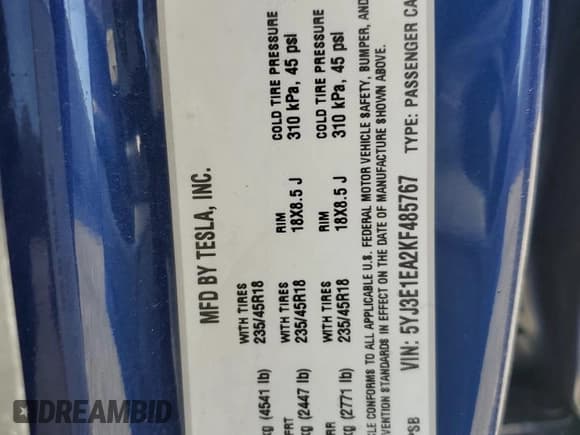 MFD BY TESLA, INC.
WITH TIRES RIM COLD TIRE PRESSURE
kg (4541 lb) 235/45R18 18X8.5 J 310 kPa, 45 psi
FRT WITH TIRES RIM COLD TIRE PRESSURE
kg (2447 lb) 235/45R18 18X8.5 J 310 kPa, 45 psi
RR WITH TIRES
kg (2771 lb) 235/45R18
CLE CONFORMS TO ALL APPLICABLE U.S. FEDERAL MOTOR VEHICLE SAFETY, BUMPER, AND
VENTION STANDARDS IN EFFECT ON THE DATE OF MANUFACTURE SHOWN ABOVE.
PSB VIN: 5YJ3E1EA2KF485767 TYPE: PASSENGER CA
DREAMBID